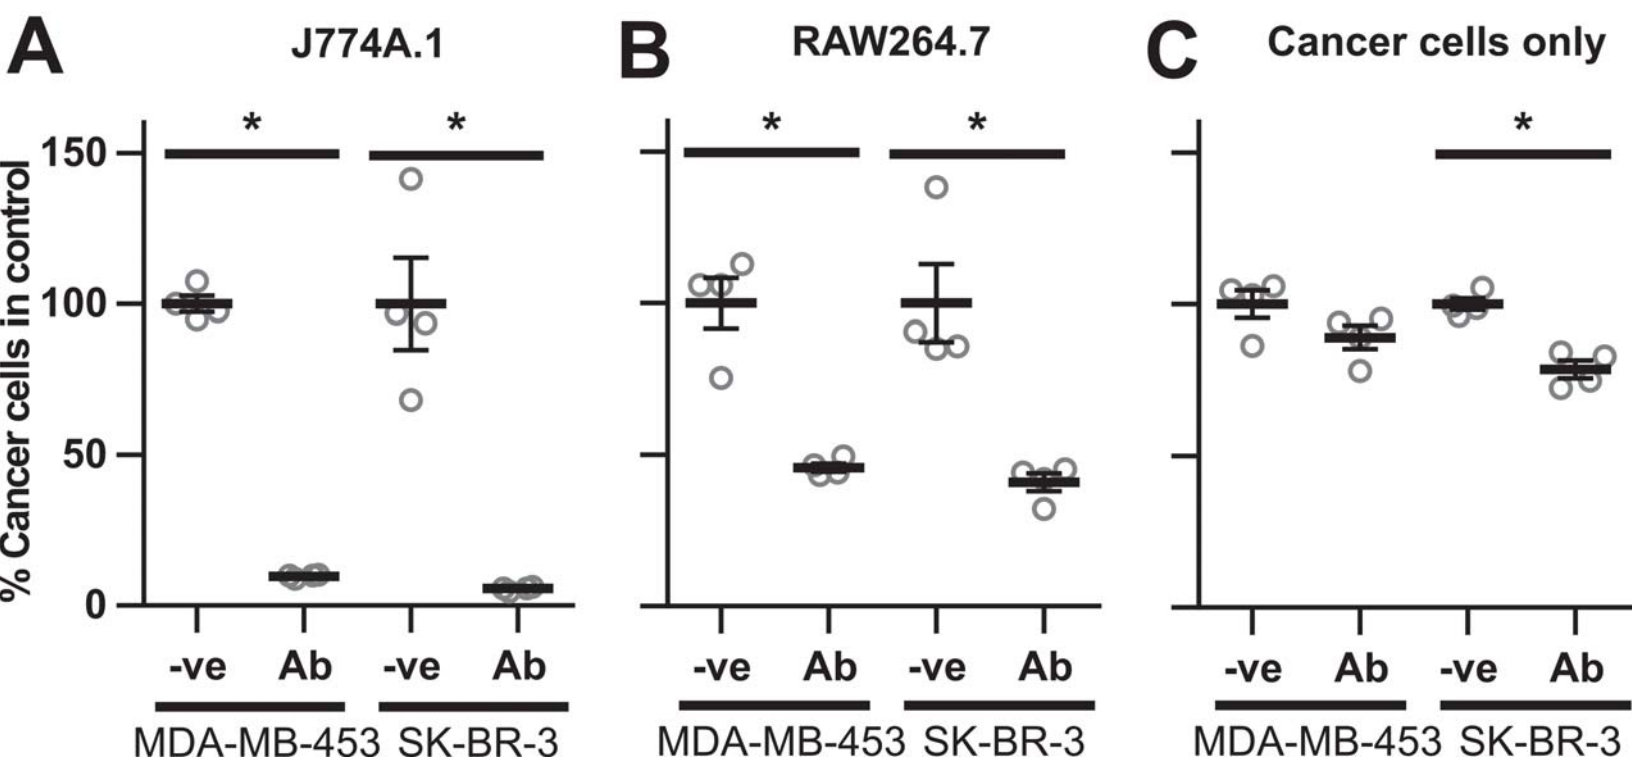 A
J774A.1
B
RAW264.7
C
Cancer cells only
% Cancer cells in control
150
100
50
0
*
*
*
*
*
-ve Ab -ve Ab
MDA-MB-453 SK-BR-3
-ve Ab -ve Ab
MDA-MB-453 SK-BR-3
-ve Ab -ve Ab
MDA-MB-453 SK-BR-3